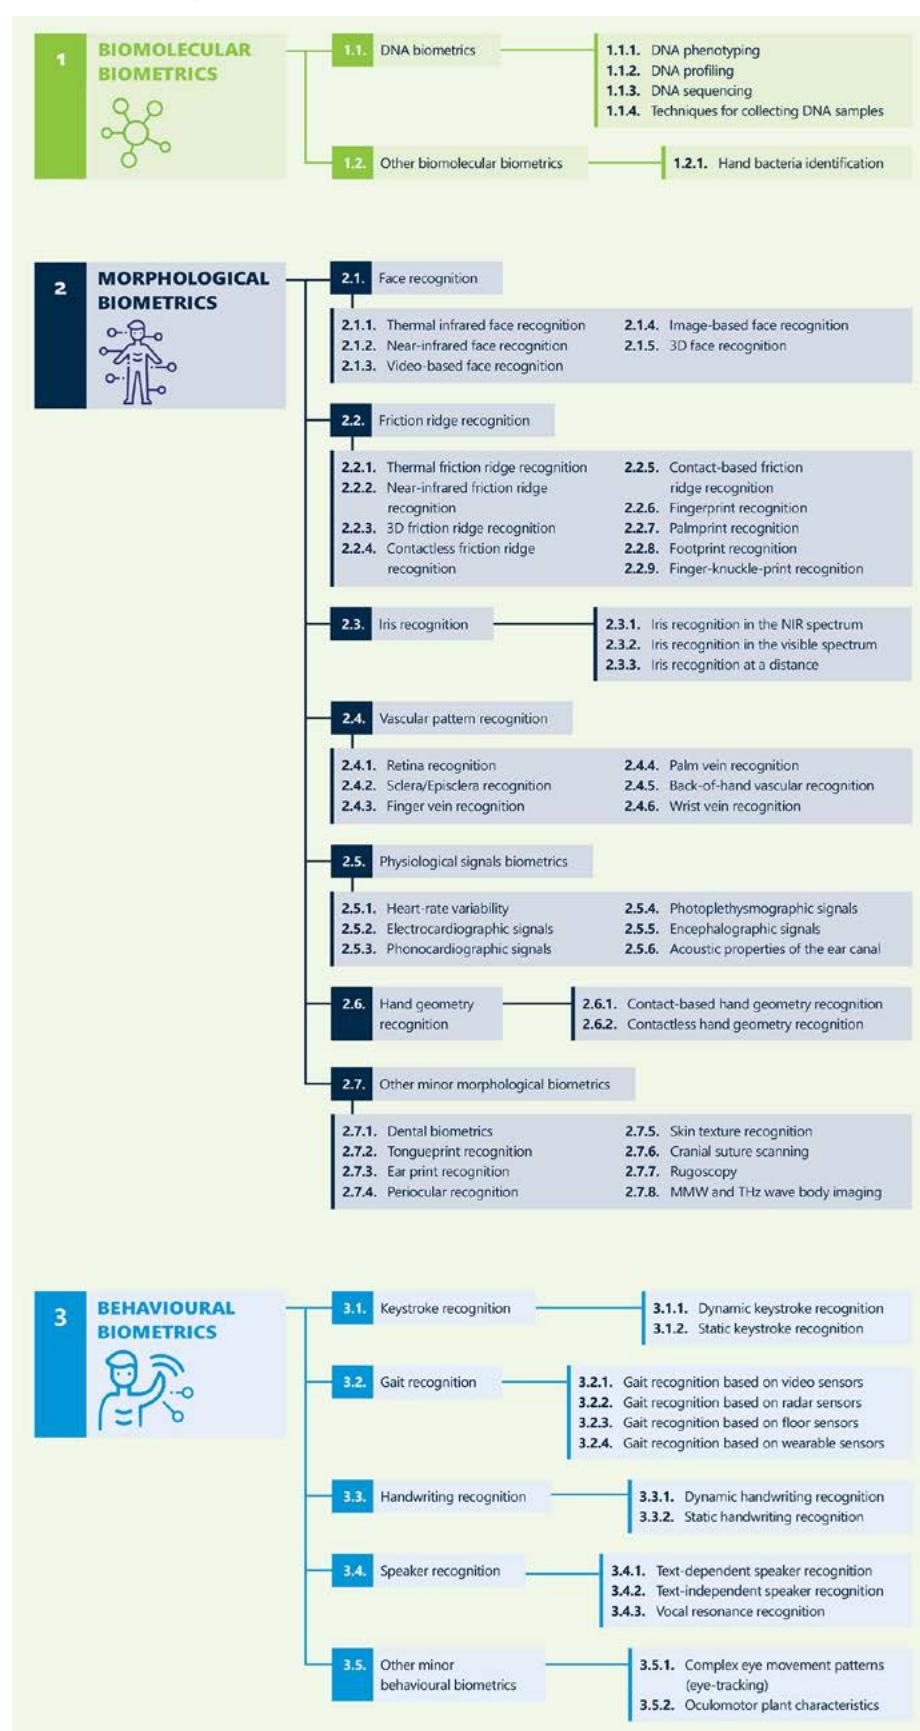 1
BIOMOLECULAR
BIOMETRICS
1.1. DNA biometrics
1.1.1. DNA phenotyping
1.1.2. DNA profiling
1.1.3. DNA sequencing
1.1.4. Techniques for collecting DNA samples
1.2. Other biomolecular biometrics
1.2.1. Hand bacteria identification
2
MORPHOLOGICAL
BIOMETRICS
2.1. Face recognition
2.1.1. Thermal infrared face recognition
2.1.2. Near-infrared face recognition
2.1.3. Video-based face recognition
2.1.4. Image-based face recognition
2.1.5. 3D face recognition
2.2. Friction ridge recognition
2.2.1. Thermal friction ridge recognition
2.2.2. Near-infrared friction ridge
recognition
2.2.3. 3D friction ridge recognition
2.2.4. Contactless friction ridge
recognition
2.2.5. Contact-based friction
ridge recognition
2.2.6. Fingerprint recognition
2.2.7. Palmprint recognition
2.2.8. Footprint recognition
2.2.9. Finger-knuckle-print recognition
2.3. Iris recognition
2.3.1. Iris recognition in the NIR spectrum
2.3.2. Iris recognition in the visible spectrum
2.3.3. Iris recognition at a distance
2.4. Vascular pattern recognition
2.4.1. Retina recognition
2.4.2. Sclera/Episclera recognition
2.4.3. Finger vein recognition
2.4.4. Palm vein recognition
2.4.5. Back-of-hand vascular recognition
2.4.6. Wrist vein recognition
2.5. Physiological signals biometrics
2.5.1. Heart-rate variability
2.5.2. Electrocardiographic signals
2.5.3. Phonocardiographic signals
2.5.4. Photoplethysmographic signals
2.5.5. Encephalographic signals
2.5.6. Acoustic properties of the ear canal
2.6. Hand geometry
recognition
2.6.1. Contact-based hand geometry recognition
2.6.2. Contactless hand geometry recognition
2.7. Other minor morphological biometrics
2.7.1. Dental biometrics
2.7.2. Tongueprint recognition
2.7.3. Ear print recognition
2.7.4. Periocular recognition
2.7.5. Skin texture recognition
2.7.6. Cranial suture scanning
2.7.7. Rugoscopy
2.7.8. MMW and THz wave body imaging
3
BEHAVIOURAL
BIOMETRICS
3.1. Keystroke recognition
3.1.1. Dynamic keystroke recognition
3.1.2. Static keystroke recognition
3.2. Gait recognition
3.2.1. Gait recognition based on video sensors
3.2.2. Gait recognition based on radar sensors
3.2.3. Gait recognition based on floor sensors
3.2.4. Gait recognition based on wearable sensors
3.3. Handwriting recognition
3.3.1. Dynamic handwriting recognition
3.3.2. Static handwriting recognition
3.4. Speaker recognition
3.4.1. Text-dependent speaker recognition
3.4.2. Text-independent speaker recognition
3.4.3. Vocal resonance recognition
3.5. Other minor
behavioural biometrics
3.5.1. Complex eye movement patterns
(eye-tracking)
3.5.2. Oculomotor plant characteristics